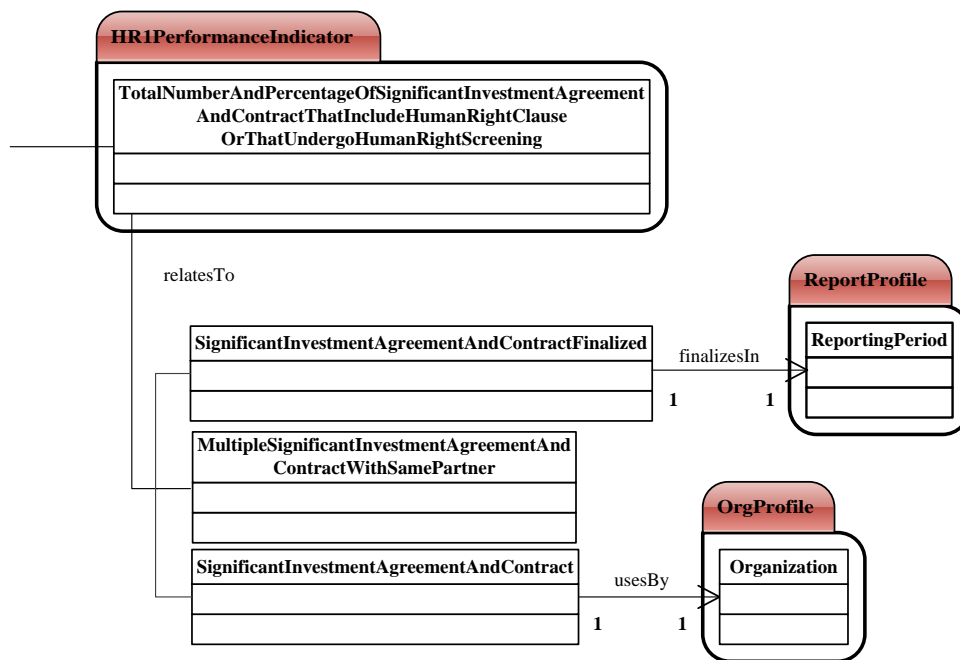 HR1PerformanceIndicator
TotalNumberAndPercentageOfSignificantInvestmentAgreement
AndContractThatIncludeHumanRightClause
OrThatUndergoHumanRightScreening
relatesTo
ReportProfile
SignificantInvestmentAgreementAndContractFinalized
finalizesIn
ReportingPeriod
1
1
MultipleSignificantInvestmentAgreementAnd
ContractWithSamePartner
OrgProfile
SignificantInvestmentAgreementAndContract
usesBy
Organization
1
1